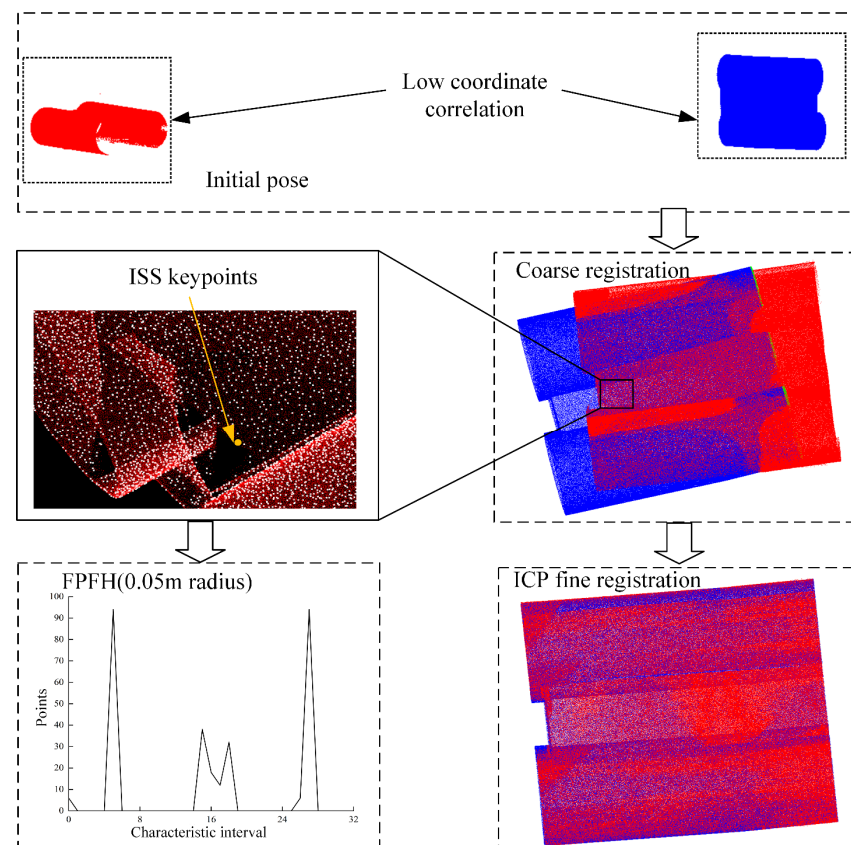 Low coordinate
correlation
Initial pose
ISS keypoints
Coarse registration
FPFH(0.05m radius)
100
90
80
70
60
50
40
30
20
10
0
Points
0 8 16 24 32
Characteristic interval
ICP fine registration